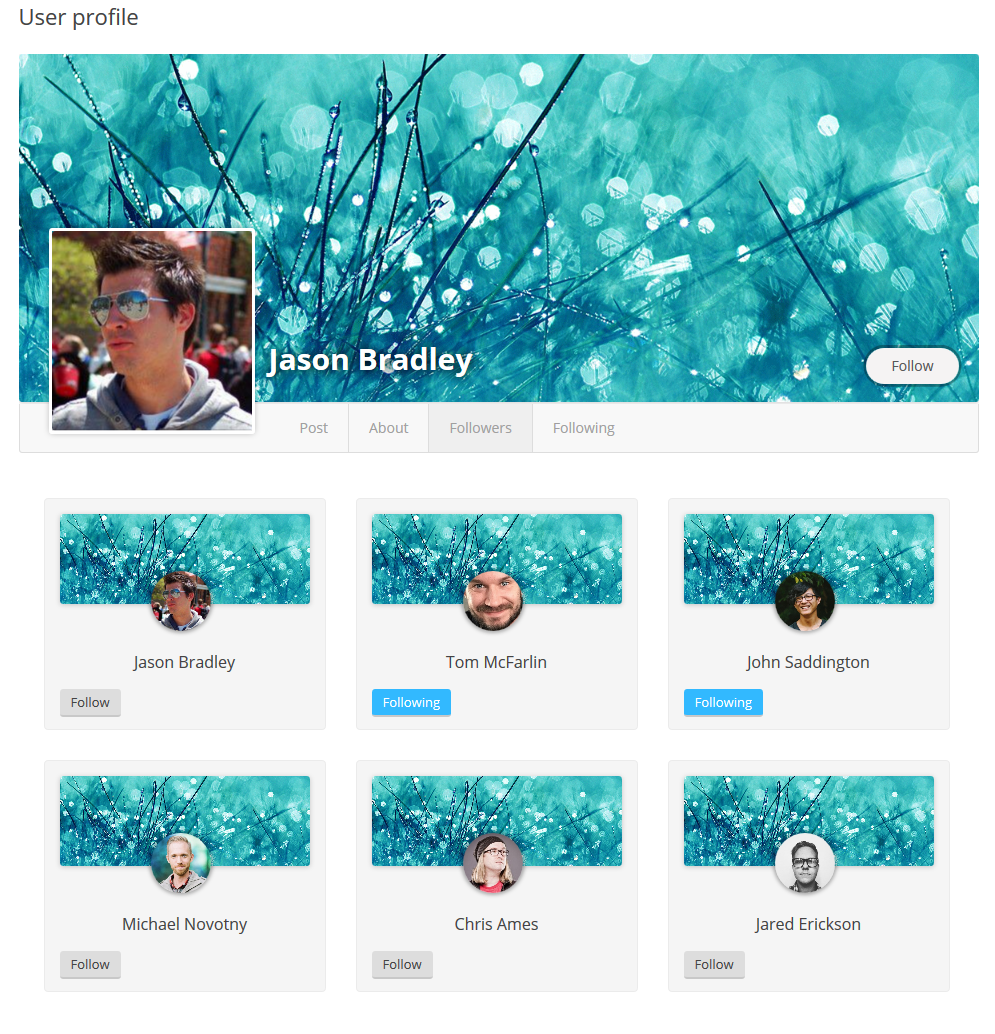 User profile
Jason Bradley
Follow
Post About Followers Following
Jason Bradley Tom McFarlin John Saddington
Follow Following Following
Michael Novotny Chris Ames Jared Erickson
Follow Follow Follow